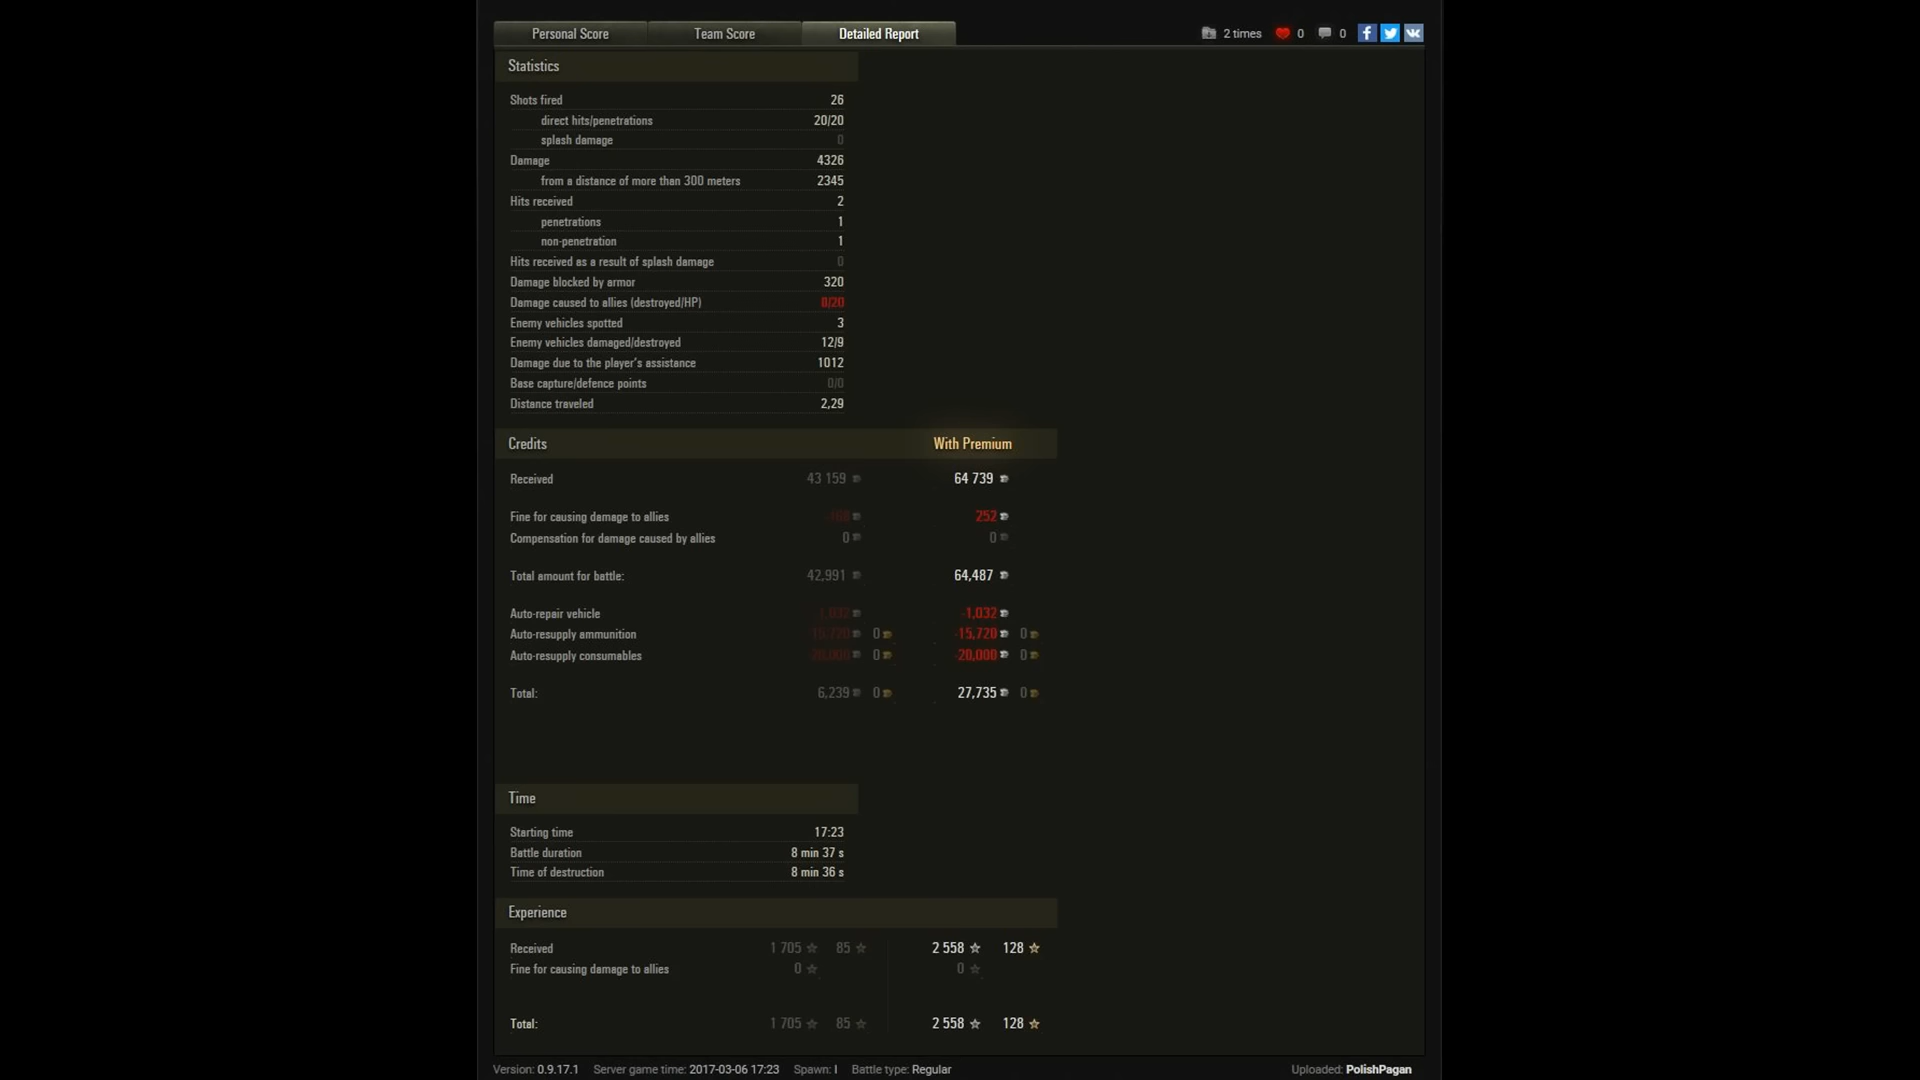 Personal Score Team Score Detailed Report 2 times 0 0
Statistics
Shots fired 26
direct hits/penetrations 20/20
splash damage 0
Damage 4326
from a distance of more than 300 meters 2345
Hits received 2
penetrations 1
non-penetration 1
Hits received as a result of splash damage 0
Damage blocked by armor 320
Damage caused to allies (destroyed/HP) 0/20
Enemy vehicles spotted 3
Enemy vehicles damaged/destroyed 12/9
Damage due to the player's assistance 1012
Base capture/defence points 0/0
Distance traveled 2,29
Credits With Premium
Received 43 159 64 739
Fine for causing damage to allies 252
Compensation for damage caused by allies 0 0
Total amount for battle: 42,991 64,487
Auto-repair vehicle -1,032 -1,032
Auto-resupply ammunition -15,720 0 -15,720 0
Auto-resupply consumables -20,000 0 -20,000 0
Total: 6,239 0 27,735 0
Time
Starting time 17:23
Battle duration 8 min 37 s
Time of destruction 8 min 36 s
Experience
Received 1 705 85 2 558 128
Fine for causing damage to allies 0 0
Total: 1 705 85 2 558 128
Version: 0.9.17.1 Server game time: 2017-03-06 17:23 Spawn: I Battle type: Regular Uploaded: PolishPagan